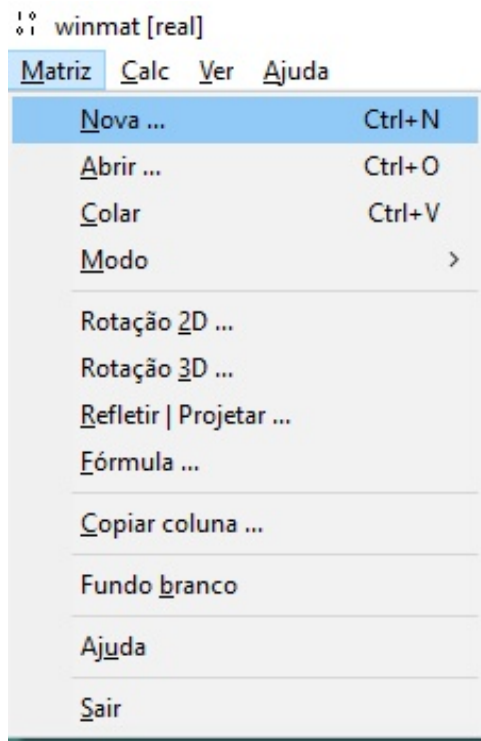 winmat [real]
Matriz Calc Ver Ajuda
Nova ... Ctrl+N
Abrir ... Ctrl+O
Colar Ctrl+V
Modo >
Rotação 2D ...
Rotação 3D ...
Refletir | Projetar ...
Fórmula ...
Copiar coluna ...
Fundo branco
Ajuda
Sair